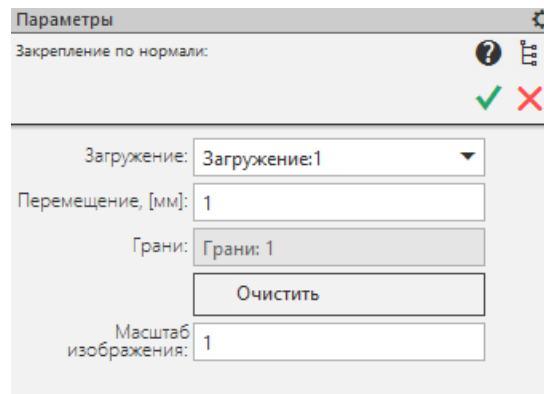 Параметры
Закрепление по нормали:
Загружение: Загружение:1
Перемещение, [мм]: 1
Грани: Грани: 1
Очистить
Масштаб
изображения: 1